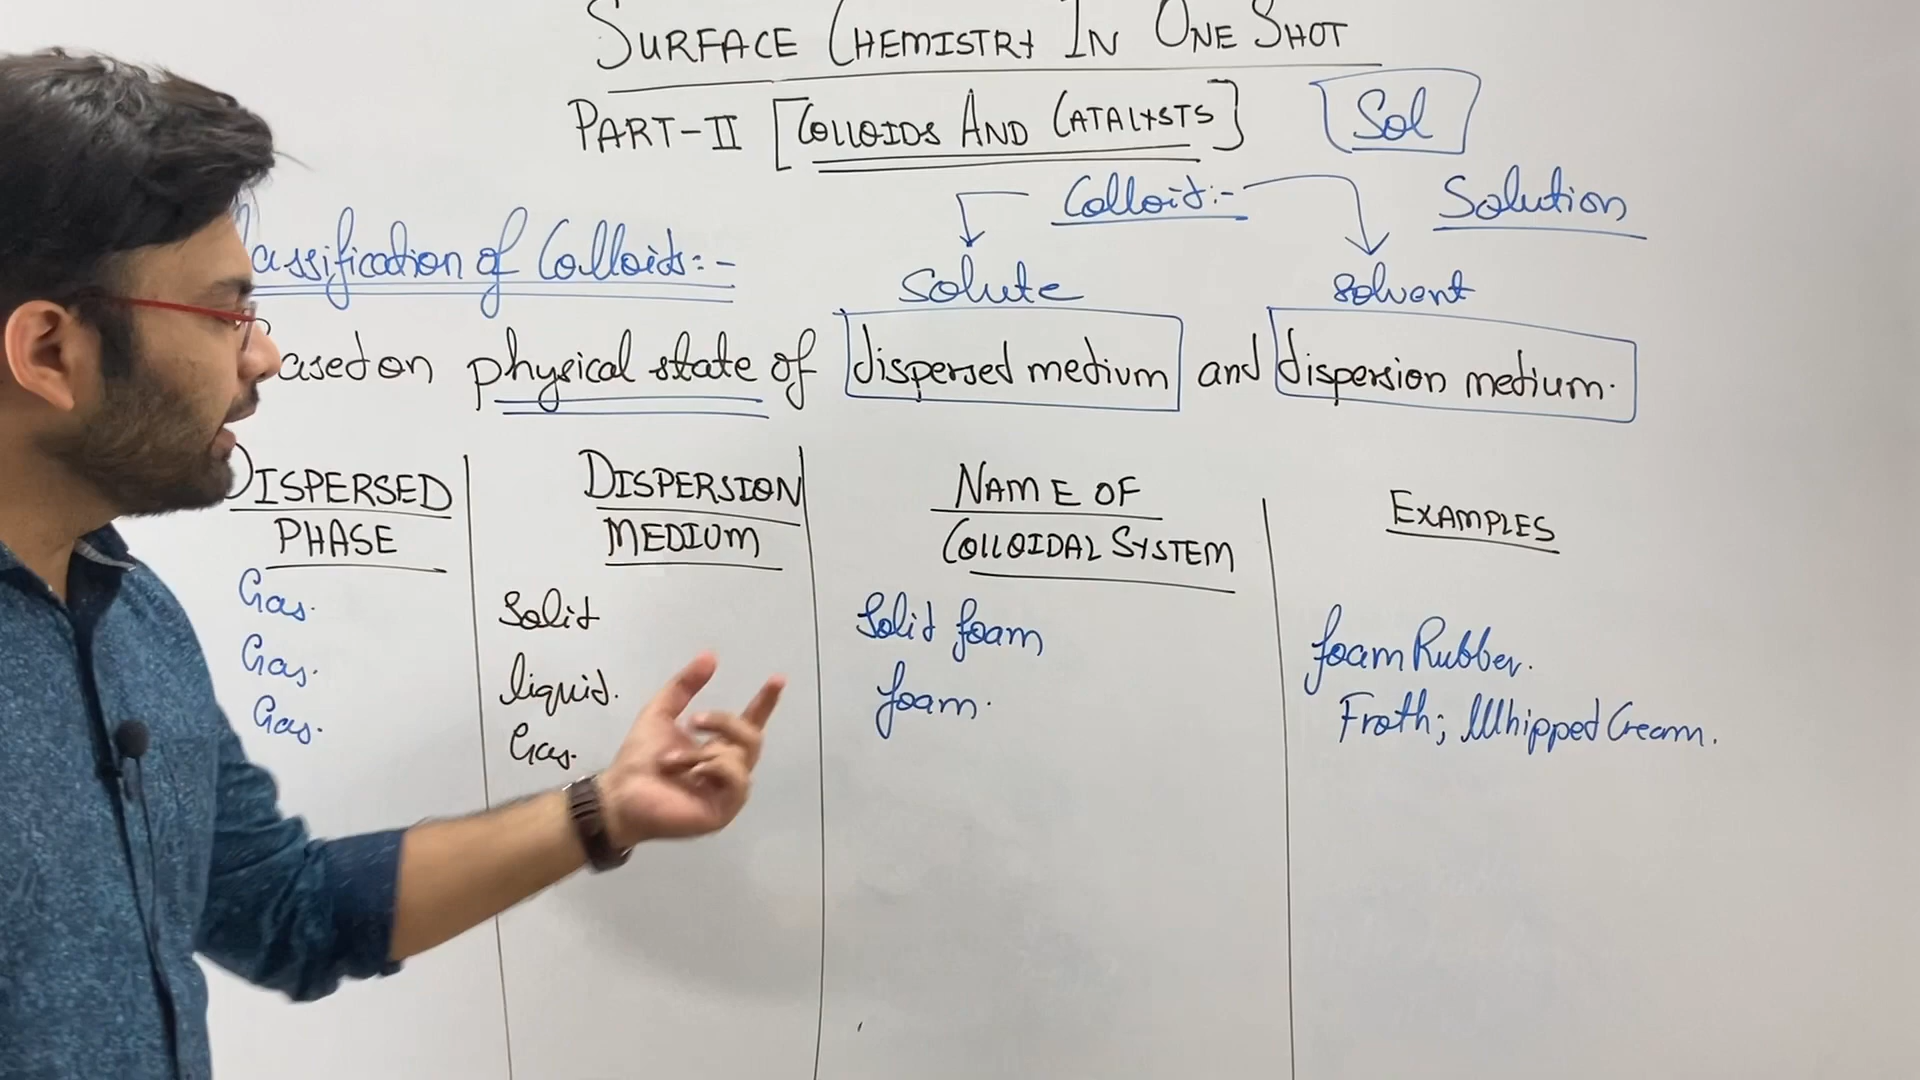 SURFACE CHEMISTRY IN ONE SHOT
PART-II [COLLOIDS AND CATALYSTS]
Sol
Colloid:-
Solution
lassification of Colloids:-
Solute
Solvent
ased on physical state of dispersed medium and dispersion medium.
DISPERSED PHASE
DISPERSION MEDIUM
NAME OF COLLOIDAL SYSTEM
EXAMPLES
Gas. Solid Solid foam foam Rubber.
Gas. liquid. foam. Froth; Whipped Cream.
Gas. Gas.